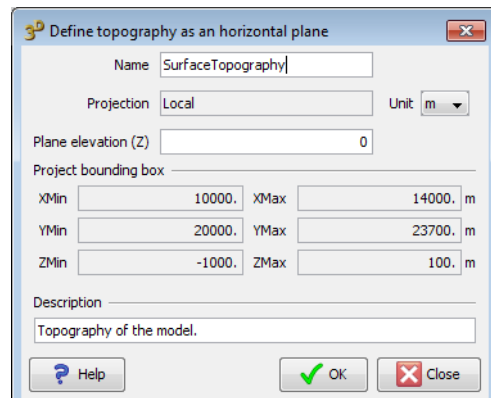 Define topography as an horizontal plane
Name SurfaceTopography
Projection Local Unit m
Plane elevation (Z) 0
Project bounding box
XMin 10000. XMax 14000. m
YMin 20000. YMax 23700. m
ZMin -1000. ZMax 100. m
Description
Topography of the model.
? Help OK Close